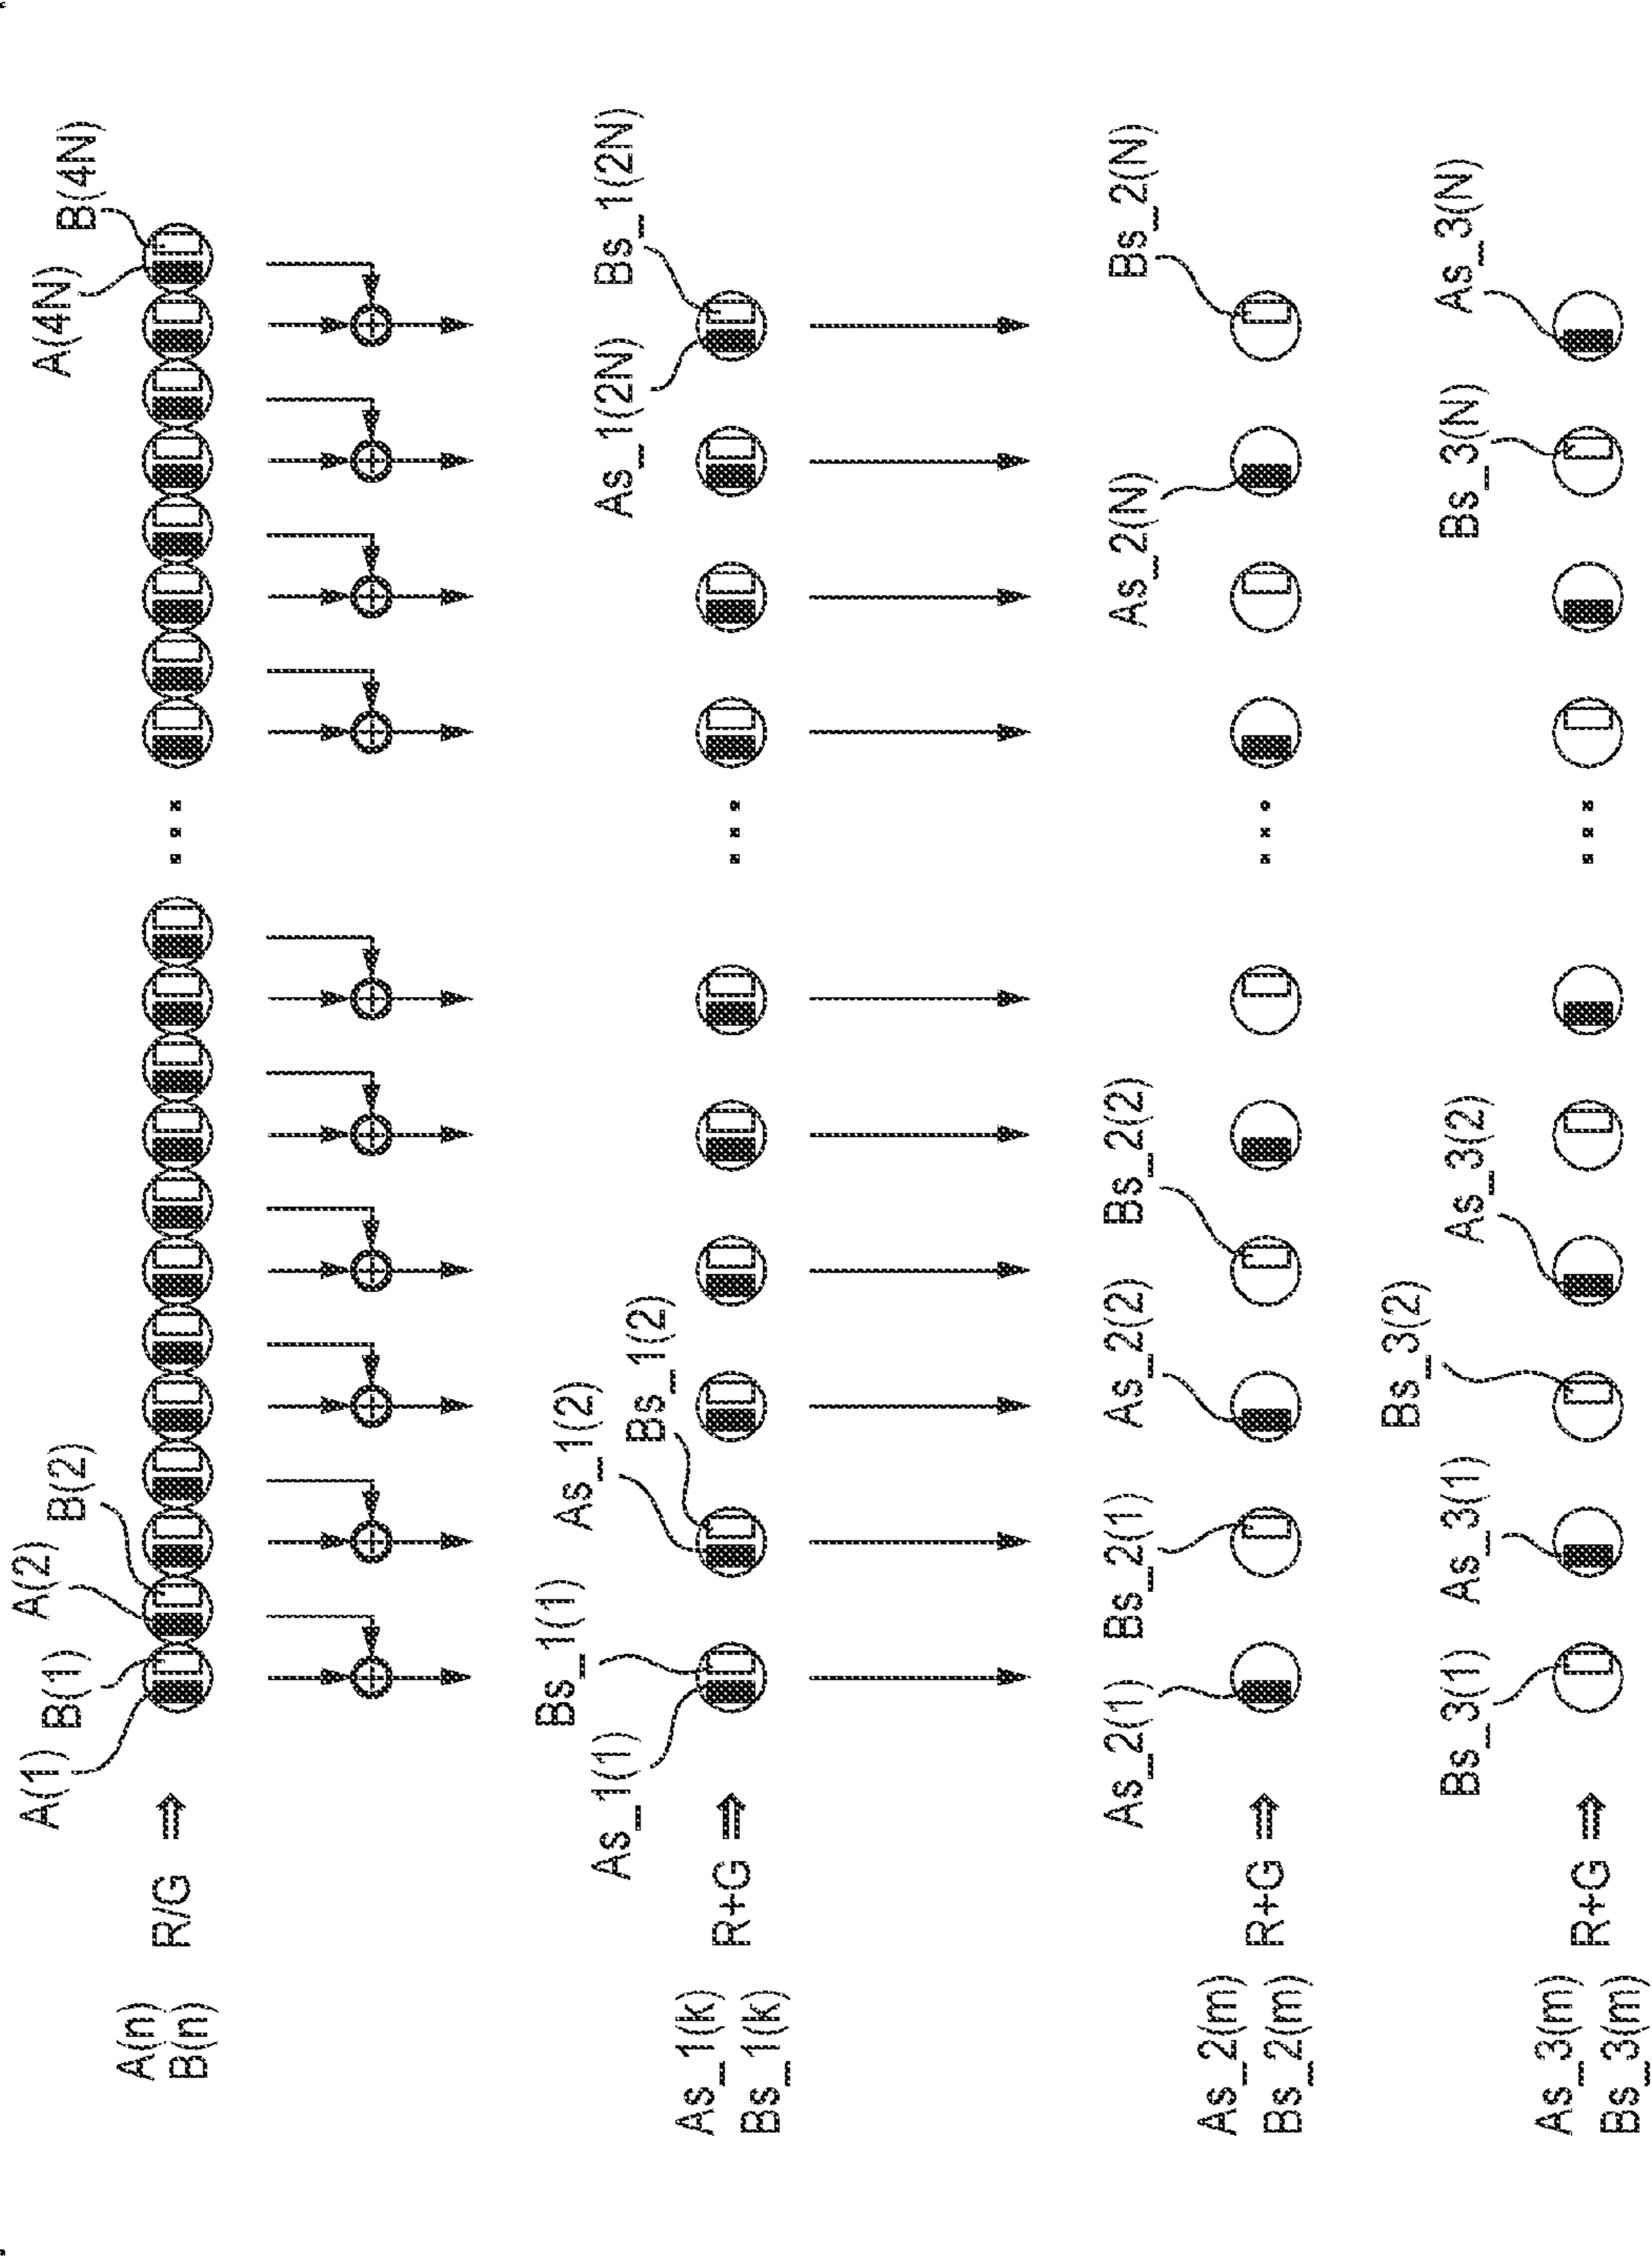 A(n)
B(n)
R/G ⇒
A(1)
B(1)
A(2)
B(2)
A(4N)
B(4N)
As_1(k)
Bs_1(k)
R+G ⇒
As_1(1)
Bs_1(1)
As_1(2)
Bs_1(2)
As_1(2N)
Bs_1(2N)
As_2(m)
Bs_2(m)
R+G ⇒
As_2(1)
Bs_2(1)
As_2(2)
Bs_2(2)
As_2(N)
Bs_2(N)
As_3(m)
Bs_3(m)
R+G ⇒
Bs_3(1)
As_3(1)
Bs_3(2)
As_3(2)
Bs_3(N)
As_3(N)